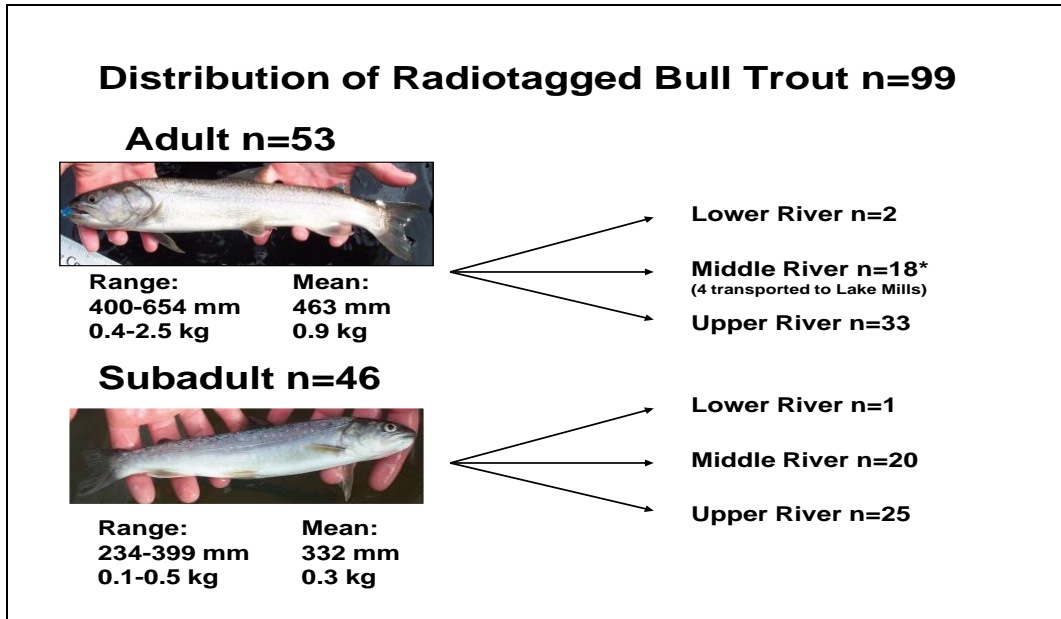 Distribution of Radiotagged Bull Trout n=99
Adult n=53
Range:
400-654 mm
0.4-2.5 kg
Mean:
463 mm
0.9 kg
Lower River n=2
Middle River n=18*
(4 transported to Lake Mills)
Upper River n=33
Subadult n=46
Range:
234-399 mm
0.1-0.5 kg
Mean:
332 mm
0.3 kg
Lower River n=1
Middle River n=20
Upper River n=25